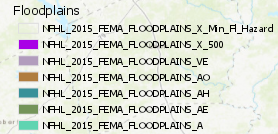 Floodplains
NFHL_2015_FEMA_FLOODPLAINS_X_Min_Fl_Hazard
NFHL_2015_FEMA_FLOODPLAINS_X_500
NFHL_2015_FEMA_FLOODPLAINS_VE
NFHL_2015_FEMA_FLOODPLAINS_AO
NFHL_2015_FEMA_FLOODPLAINS_AH
NFHL_2015_FEMA_FLOODPLAINS_AE
NFHL_2015_FEMA_FLOODPLAINS_A